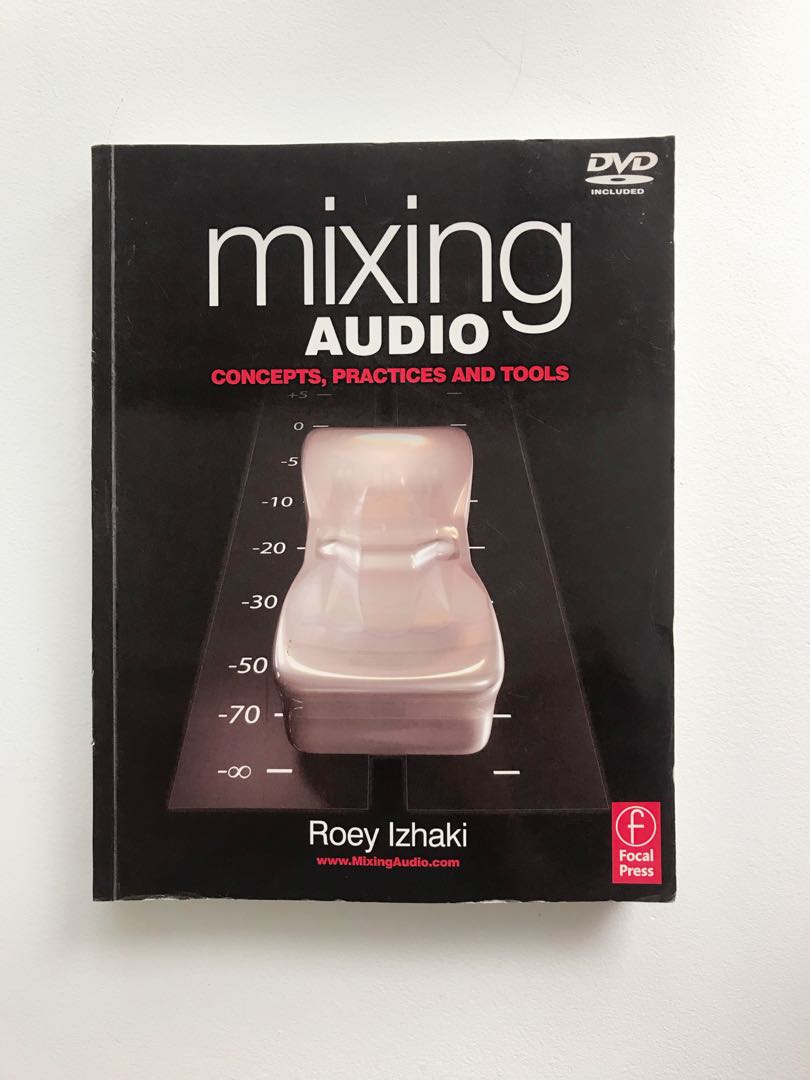 DVD
INCLUDED
mixing
AUDIO
CONCEPTS, PRACTICES AND TOOLS
+5
0
-5
-10
-20
-30
-50
-70
-∞
Roey Izhaki
www.MixingAudio.com
f
Focal
Press